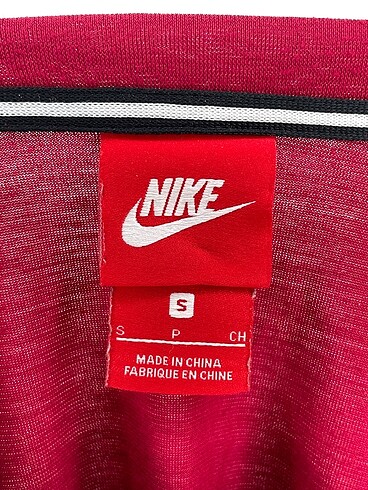 NIKE
S
S P CH
MADE IN CHINA
FABRIQUE EN CHINE